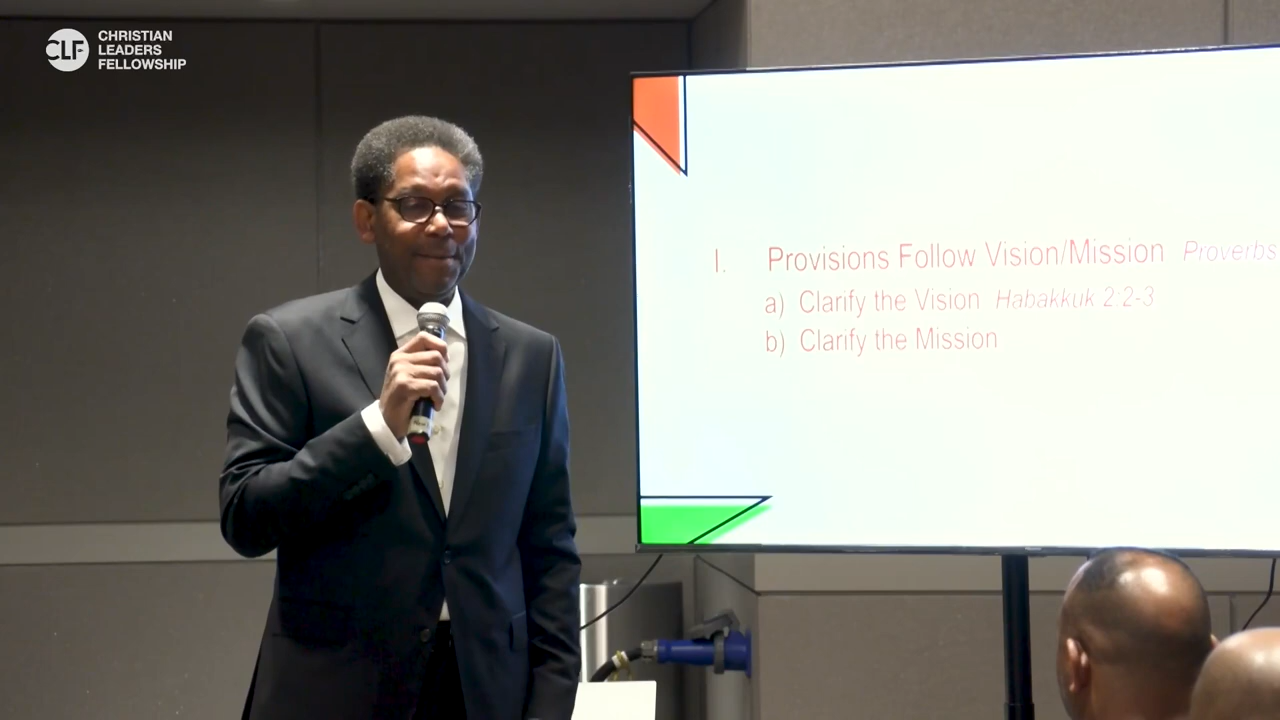 CLF
CHRISTIAN
LEADERS
FELLOWSHIP
I. Provisions Follow Vision/Mission Proverbs
a) Clarify the Vision Habakkuk 2:2-3
b) Clarify the Mission